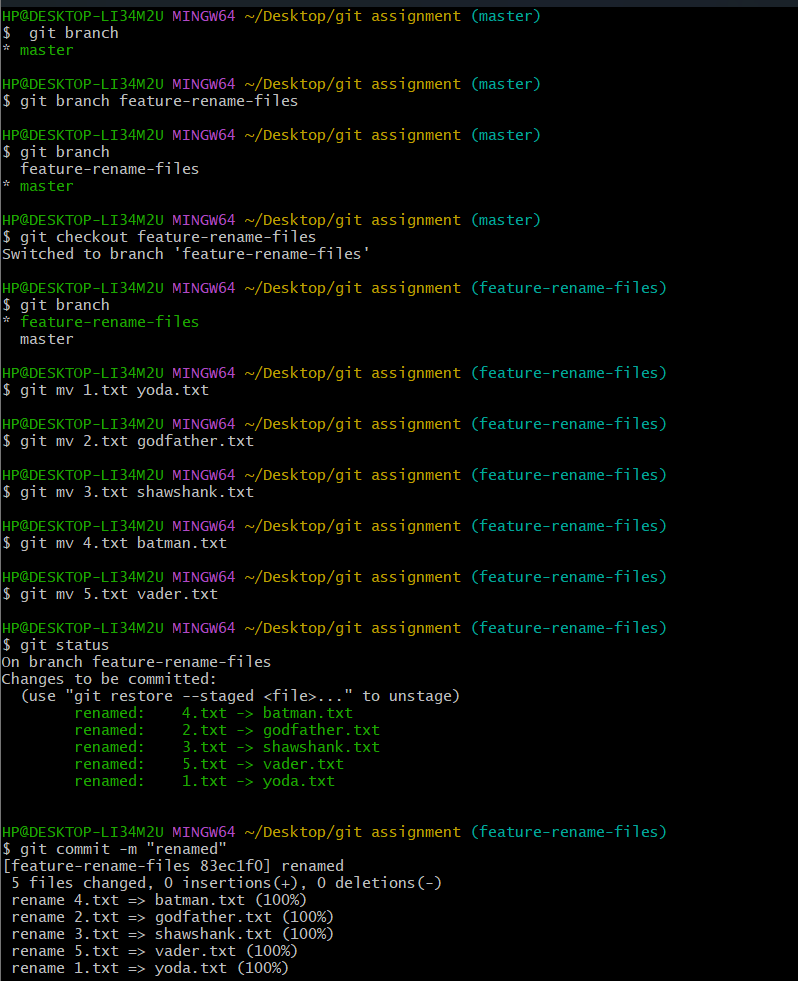 HP@DESKTOP-LI34M2U MINGW64 ~/Desktop/git assignment (master)
$  git branch
* master
HP@DESKTOP-LI34M2U MINGW64 ~/Desktop/git assignment (master)
$ git branch feature-rename-files
HP@DESKTOP-LI34M2U MINGW64 ~/Desktop/git assignment (master)
$ git branch
  feature-rename-files
* master
HP@DESKTOP-LI34M2U MINGW64 ~/Desktop/git assignment (master)
$ git checkout feature-rename-files
Switched to branch 'feature-rename-files'
HP@DESKTOP-LI34M2U MINGW64 ~/Desktop/git assignment (feature-rename-files)
$ git branch
* feature-rename-files
  master
HP@DESKTOP-LI34M2U MINGW64 ~/Desktop/git assignment (feature-rename-files)
$ git mv 1.txt yoda.txt
HP@DESKTOP-LI34M2U MINGW64 ~/Desktop/git assignment (feature-rename-files)
$ git mv 2.txt godfather.txt
HP@DESKTOP-LI34M2U MINGW64 ~/Desktop/git assignment (feature-rename-files)
$ git mv 3.txt shawshank.txt
HP@DESKTOP-LI34M2U MINGW64 ~/Desktop/git assignment (feature-rename-files)
$ git mv 4.txt batman.txt
HP@DESKTOP-LI34M2U MINGW64 ~/Desktop/git assignment (feature-rename-files)
$ git mv 5.txt vader.txt
HP@DESKTOP-LI34M2U MINGW64 ~/Desktop/git assignment (feature-rename-files)
$ git status
On branch feature-rename-files
Changes to be committed:
  (use "git restore --staged <file>..." to unstage)
        renamed:    4.txt -> batman.txt
        renamed:    2.txt -> godfather.txt
        renamed:    3.txt -> shawshank.txt
        renamed:    5.txt -> vader.txt
        renamed:    1.txt -> yoda.txt
HP@DESKTOP-LI34M2U MINGW64 ~/Desktop/git assignment (feature-rename-files)
$ git commit -m "renamed"
[feature-rename-files 83ec1f0] renamed
 5 files changed, 0 insertions(+), 0 deletions(-)
 rename 4.txt => batman.txt (100%)
 rename 2.txt => godfather.txt (100%)
 rename 3.txt => shawshank.txt (100%)
 rename 5.txt => vader.txt (100%)
 rename 1.txt => yoda.txt (100%)